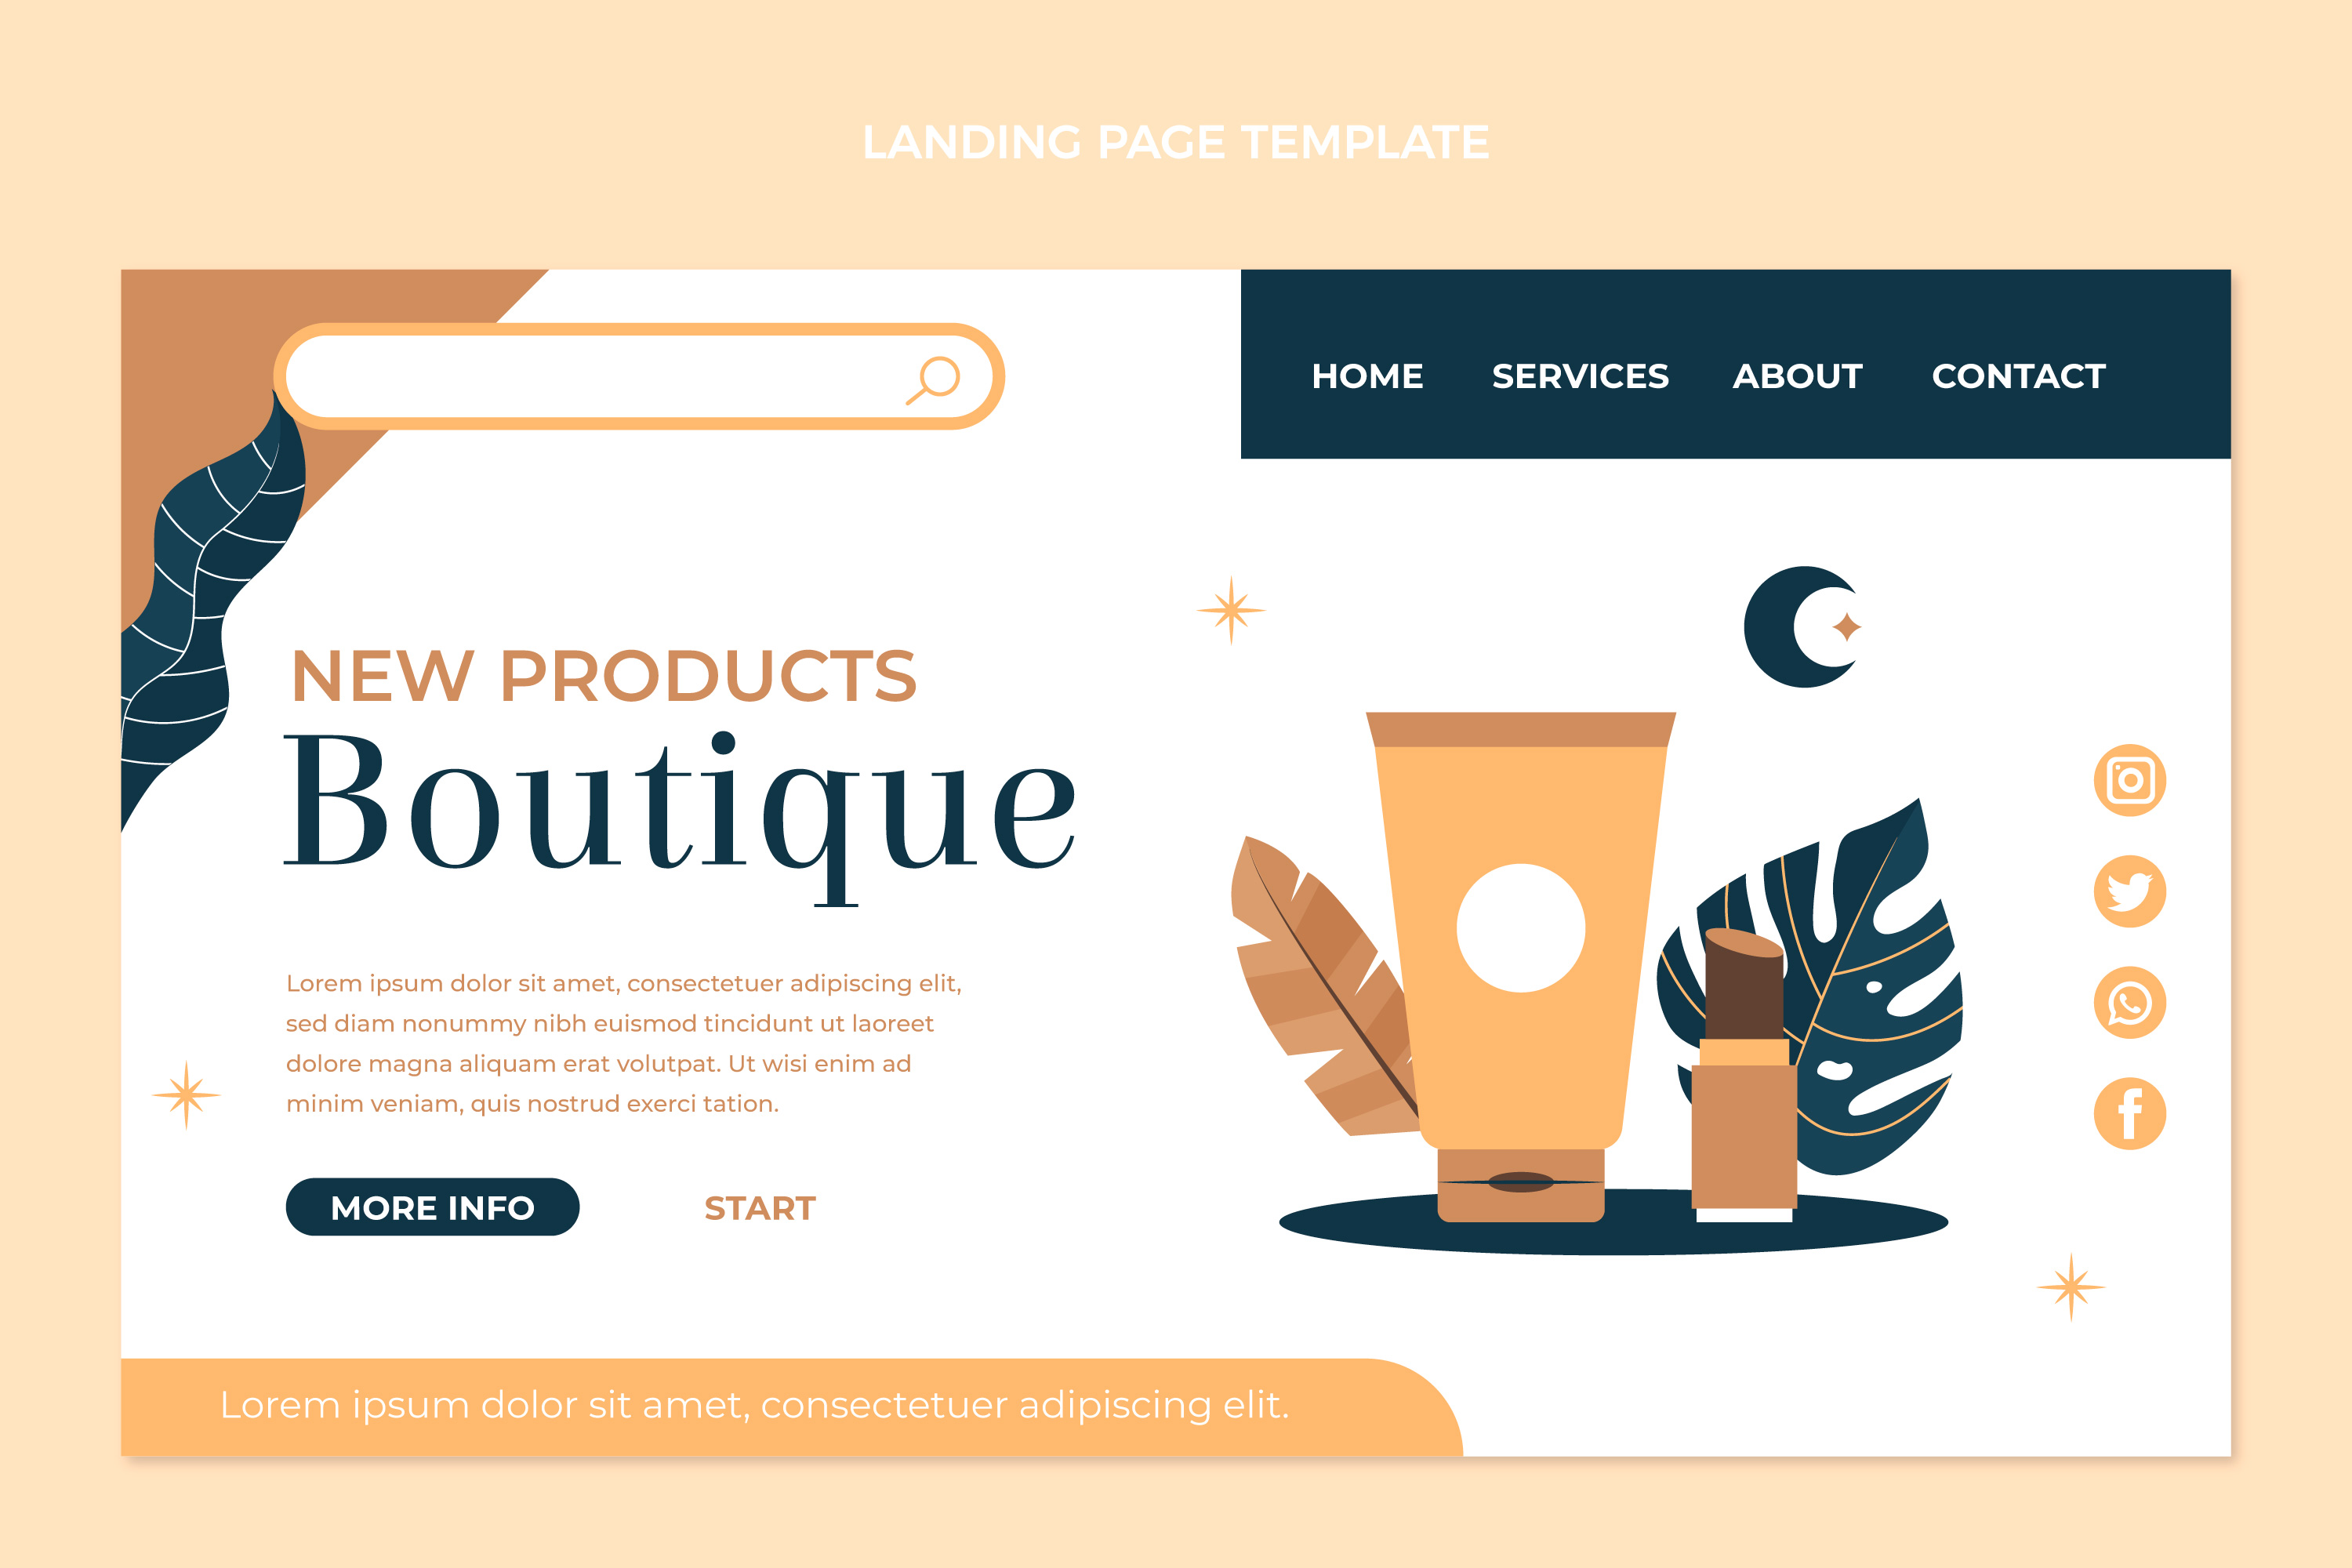 LANDING PAGE TEMPLATE
HOME SERVICES ABOUT CONTACT
NEW PRODUCTS
Boutique
Lorem ipsum dolor sit amet, consectetuer adipiscing elit,
sed diam nonummy nibh euismod tincidunt ut laoreet
dolore magna aliquam erat volutpat. Ut wisi enim ad
minim veniam, quis nostrud exerci tation.
MORE INFO START
Lorem ipsum dolor sit amet, consectetuer adipiscing elit.